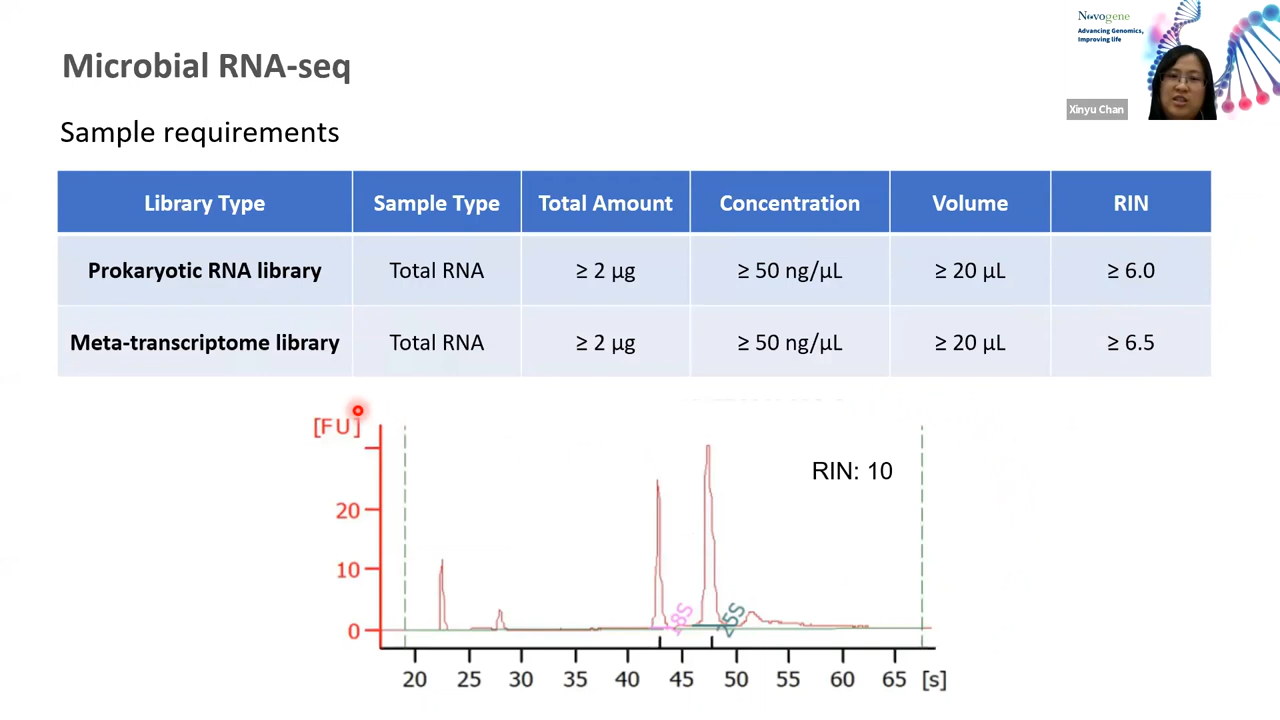 Microbial RNA-seq
Novogene
Advancing Genomics,
Improving life
Xinyu Chan
Sample requirements
Library Type Sample Type Total Amount Concentration Volume RIN
Prokaryotic RNA library Total RNA ≥ 2 µg ≥ 50 ng/µL ≥ 20 µL ≥ 6.0
Meta-transcriptome library Total RNA ≥ 2 µg ≥ 50 ng/µL ≥ 20 µL ≥ 6.5
[FU]
RIN: 10
20
10
0
18S 25S
20 25 30 35 40 45 50 55 60 65 [s]